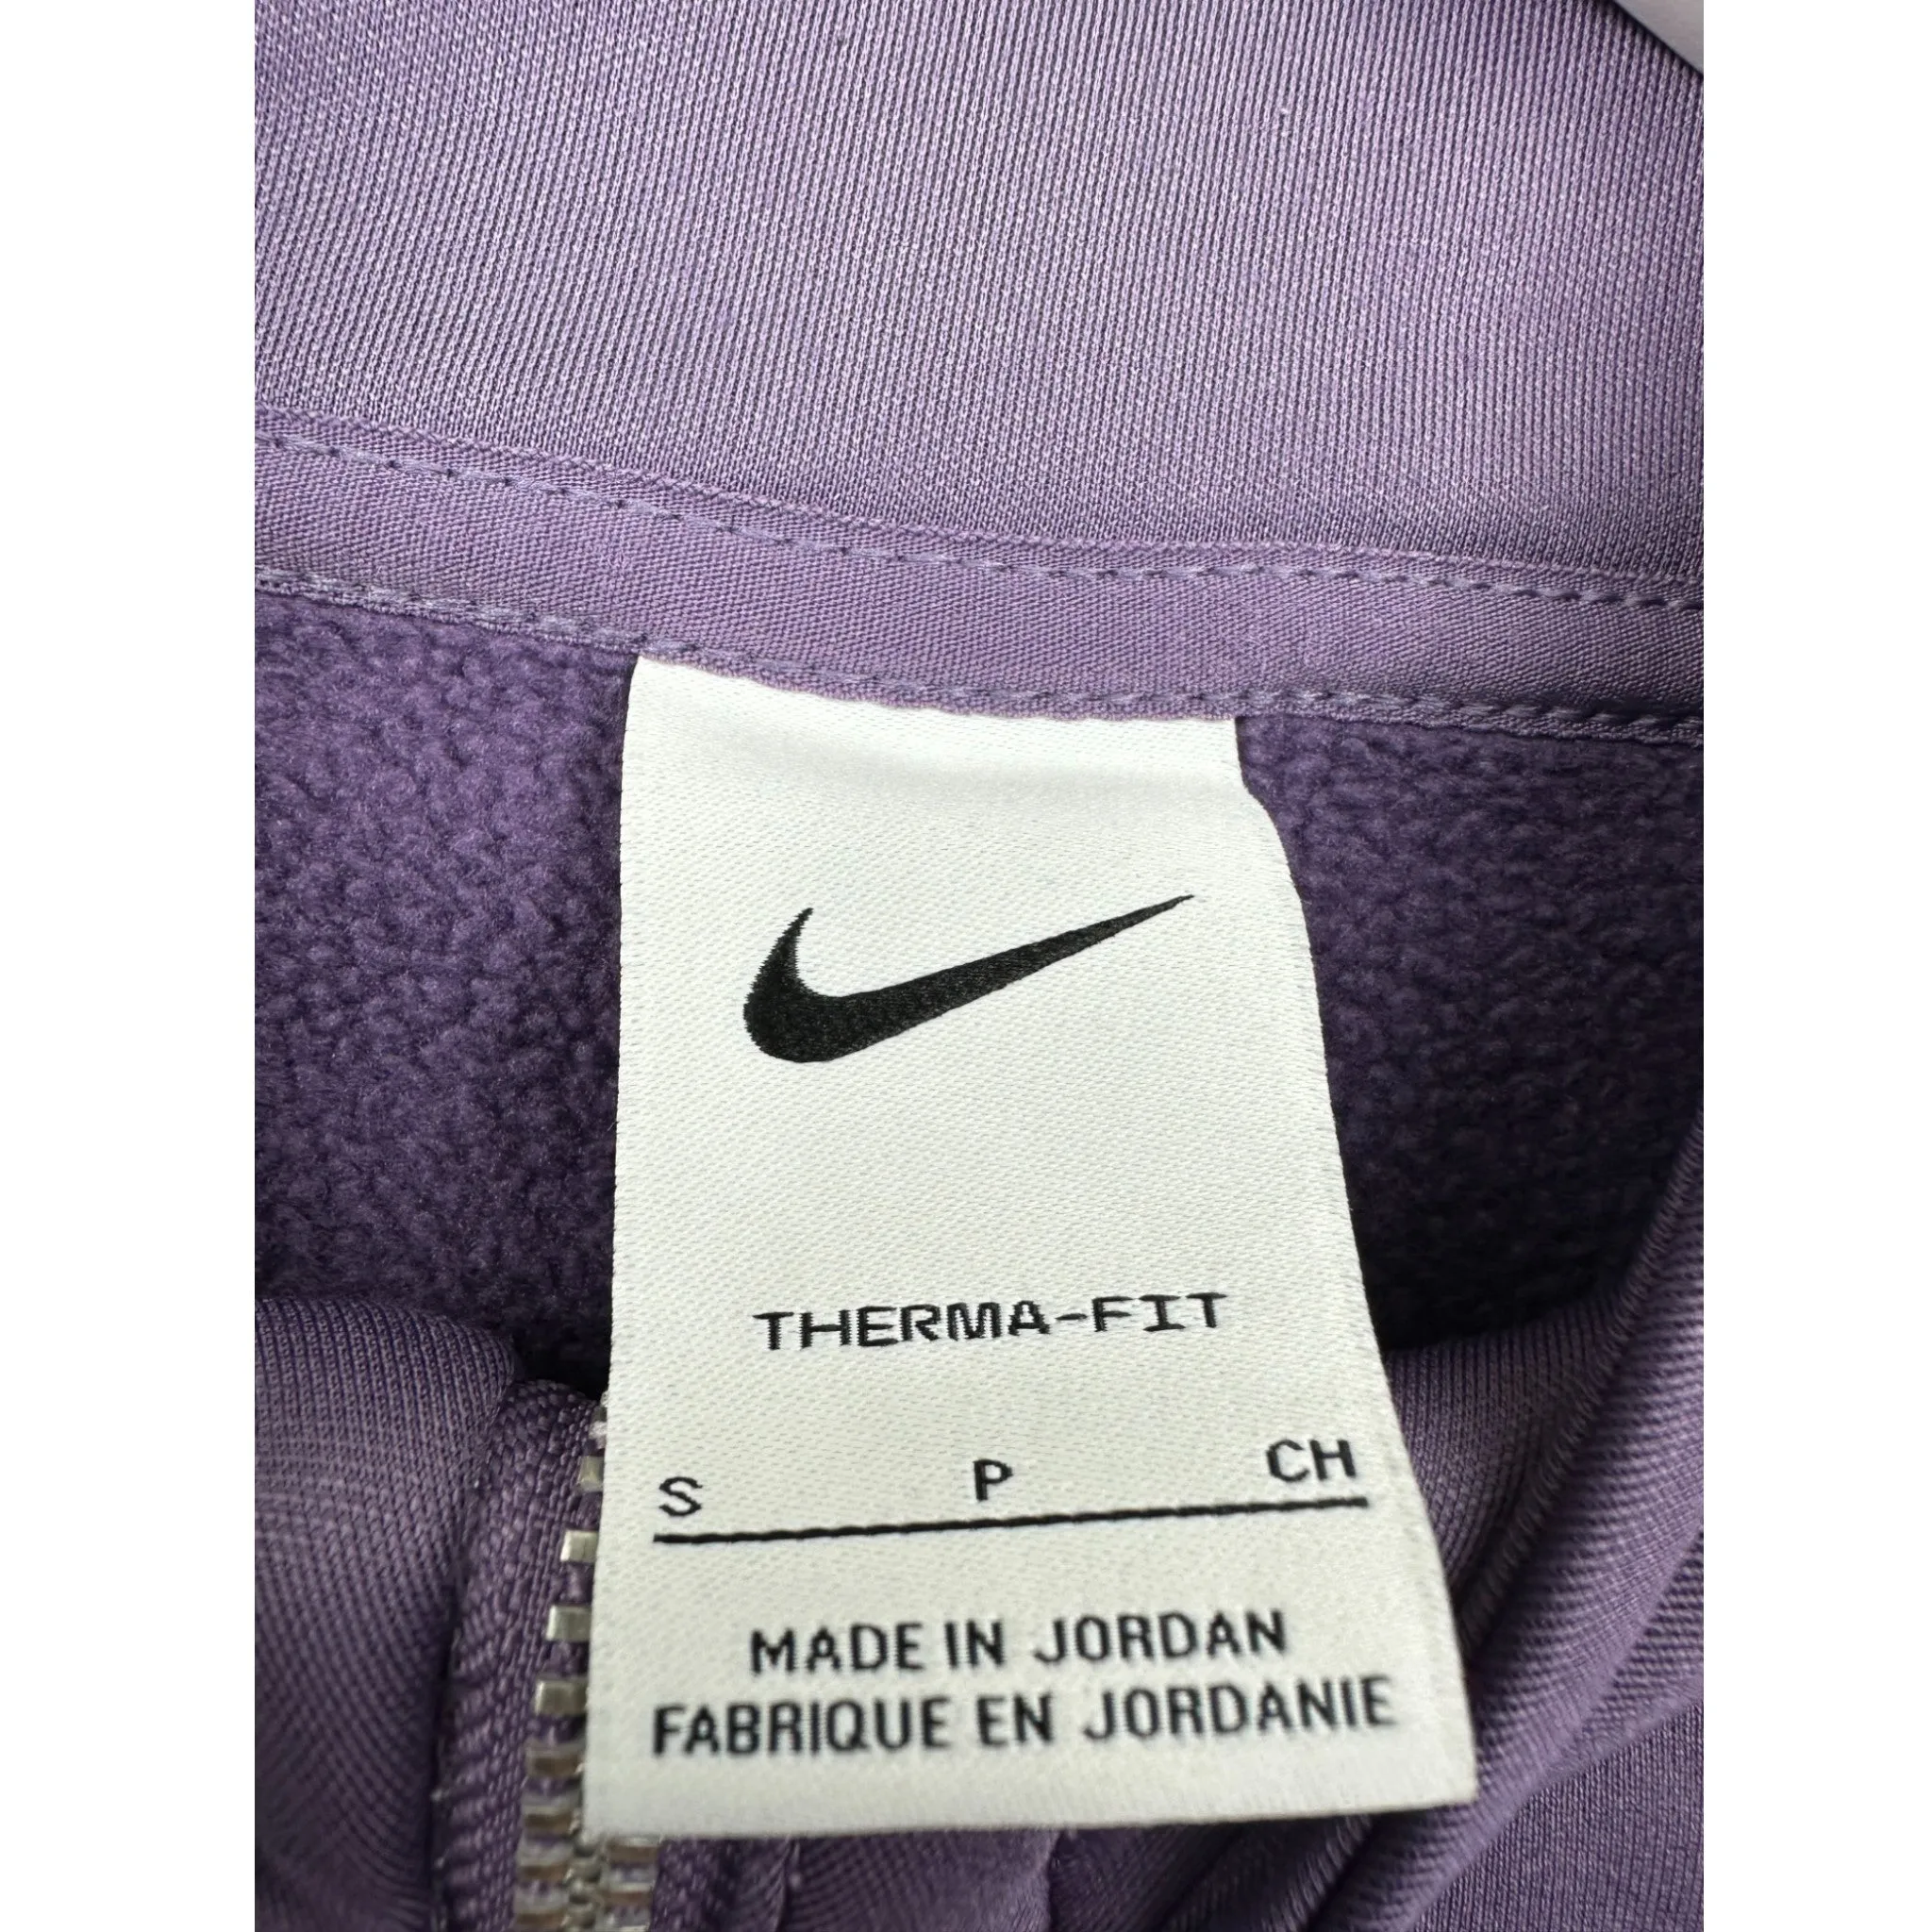 THERMA-FIT
S P CH
MADE IN JORDAN
FABRIQUE EN JORDANIE